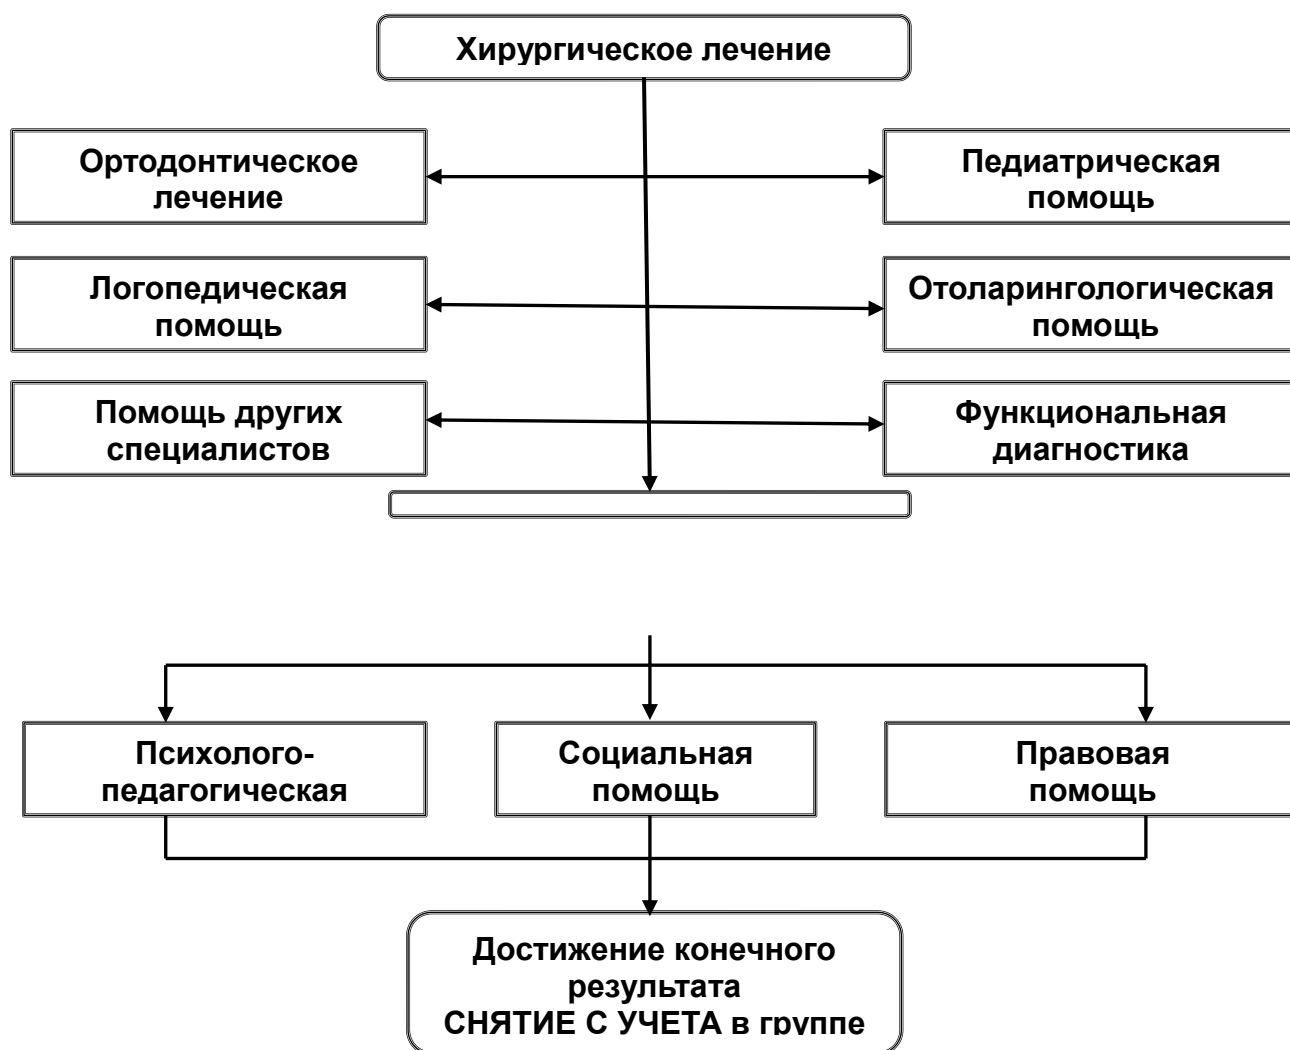 Хирургическое лечение
Ортодонтическое
лечение
Педиатрическая
помощь
Логопедическая
помощь
Отоларингологическая
помощь
Помощь других
специалистов
Функциональная
диагностика
Психолого-
педагогическая
Социальная
помощь
Правовая
помощь
Достижение конечного
результата
СНЯТИЕ С УЧЕТА в группе